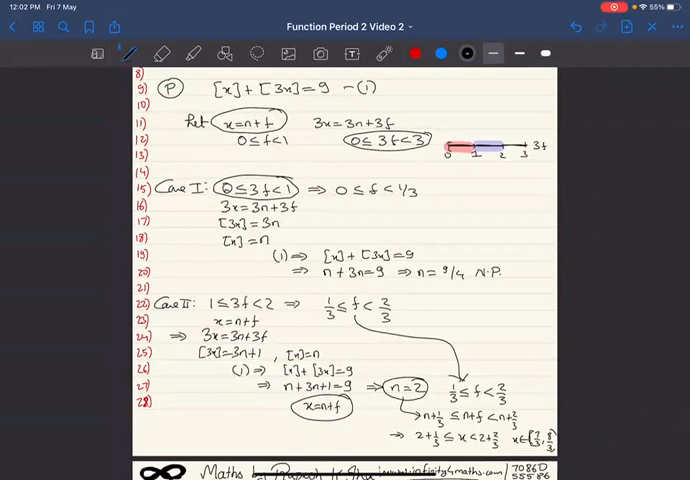 12:02 PM Fri 7 May
55%
Function Period 2 Video 2
8)
9) (P) [x] + [3x] = 9 -(1)
10)
11) Let x=n+f 3x=3n+3f
12) 0≤f<1 0≤3f<3
0 1 2 3 3f
13)
14)
15) Case I: 0≤3f<1 ⇒ 0≤f<1/3
16) 3x=3n+3f
17) [3x]=3n
18) [x]=n
19) (1)⇒ [x]+[3x]=9
20) ⇒ n+3n=9 ⇒ n=9/4 N.P.
21)
22) Case II: 1≤3f<2 ⇒ 1/3≤f<2/3
23) x=n+f
24) ⇒ 3x=3n+3f
25) [3x]=3n+1, [x]=n
26) (1)⇒ [x]+[3x]=9
27) ⇒ n+3n+1=9 ⇒ n=2 1/3≤f<2/3
28) x=n+f → n+1/3≤n+f<n+2/3
⇒ 2+1/3≤x<2+2/3 x∈[7/3,8/3)
Maths by Rajesh K. www.infinity4maths.com/